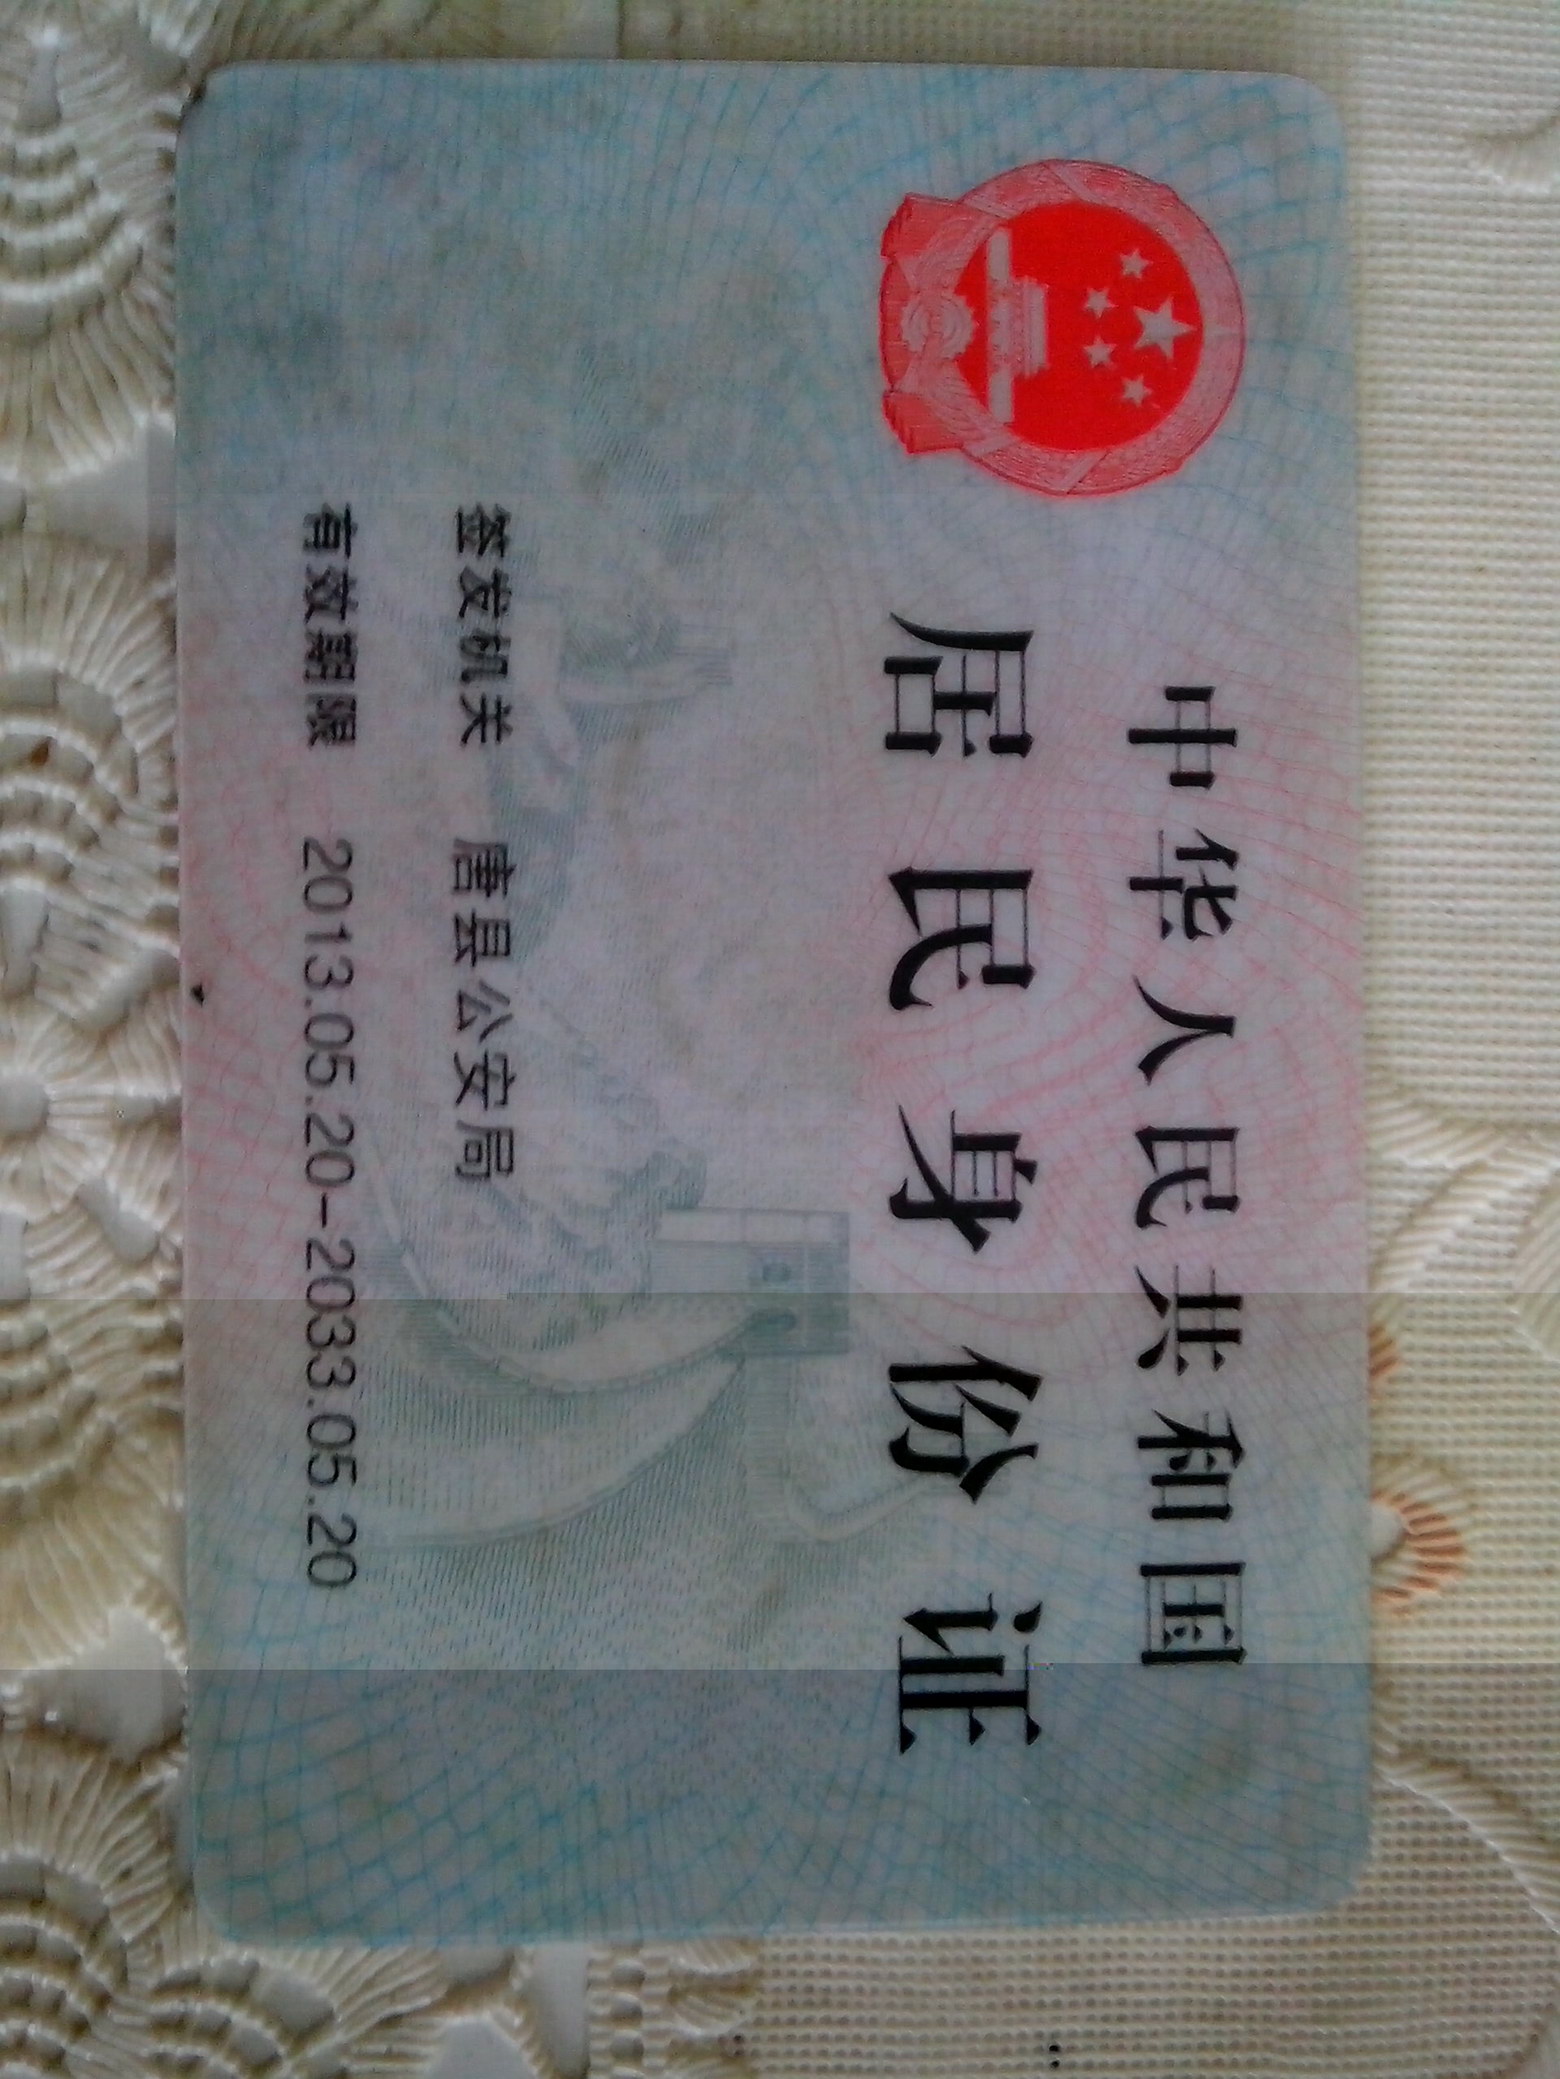 中华人民共和国
居民身份证
签发机关 唐县公安局
有效期限 2013.05.20-2033.05.20